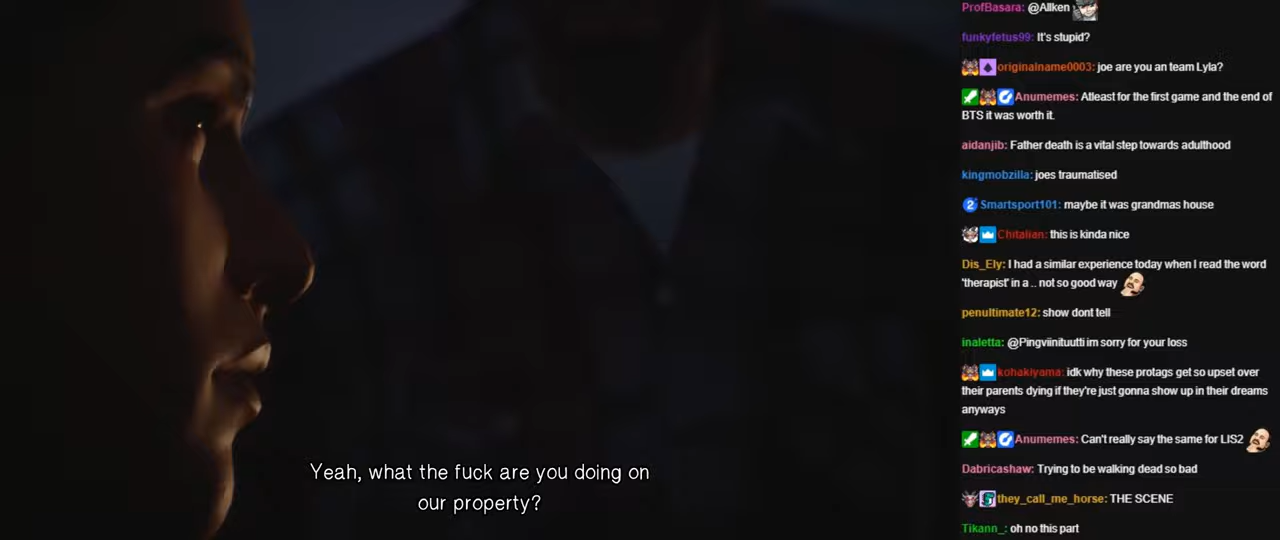 ProfBasara: @Allken
funkyfetus99: It's stupid?
originalname0003: joe are you an team Lyla?
Anumemes: Atleast for the first game and the end of
BTS it was worth it.
aidanjib: Father death is a vital step towards adulthood
kingmobzilla: joes traumatised
2 Smartsport101: maybe it was grandmas house
Chitalian: this is kinda nice
Dis_Ely: I had a similar experience today when I read the word
'therapist' in a .. not so good way
penultimate12: show dont tell
inaletta: @Pingviinituutti im sorry for your loss
kohakiyama: idk why these protags get so upset over
their parents dying if they're just gonna show up in their dreams
anyways
Anumemes: Can't really say the same for LIS2
Dabricashaw: Trying to be walking dead so bad
they_call_me_horse: THE SCENE
Tikann_: oh no this part
Yeah, what the fuck are you doing on
our property?